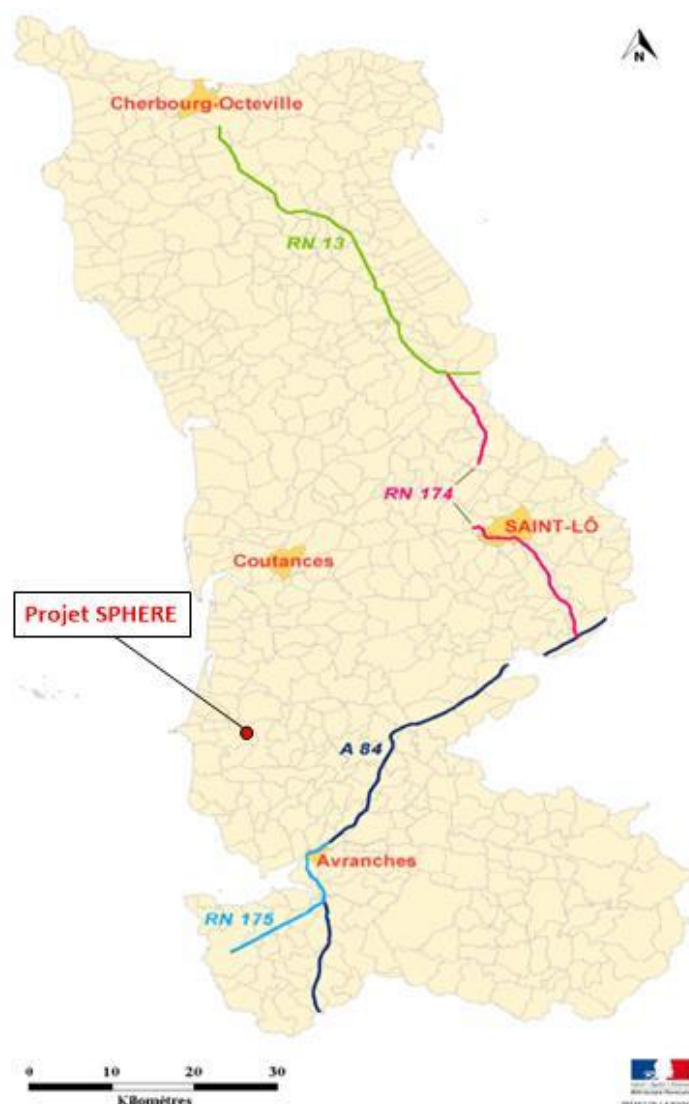 N
Cherbourg-Octeville
RN 13
RN 174
SAINT-LÔ
Coutances
Projet SPHERE
A 84
Avranches
RN 175
0 10 20 30
Kilomètres